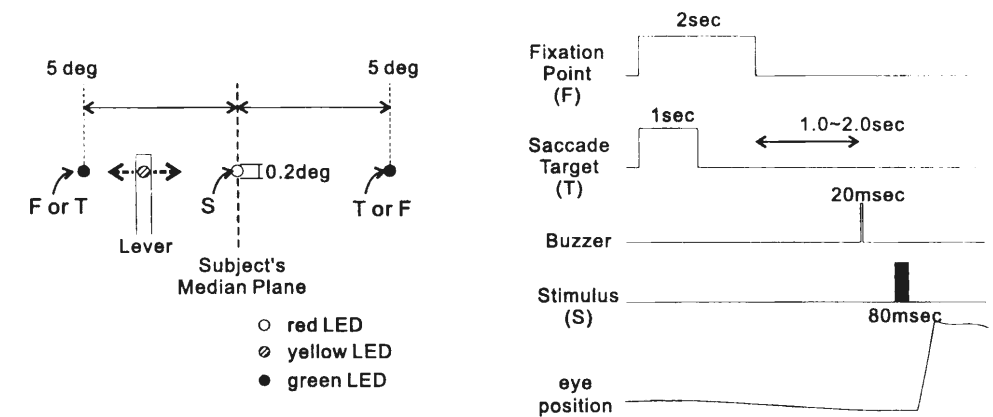 5 deg
5 deg
0.2deg
F or T
S
T or F
Lever
Subject's
Median Plane
red LED
yellow LED
green LED
2sec
Fixation
Point
(F)
1sec
1.0~2.0sec
Saccade
Target
(T)
20msec
Buzzer
Stimulus
(S)
80msec
eye
position